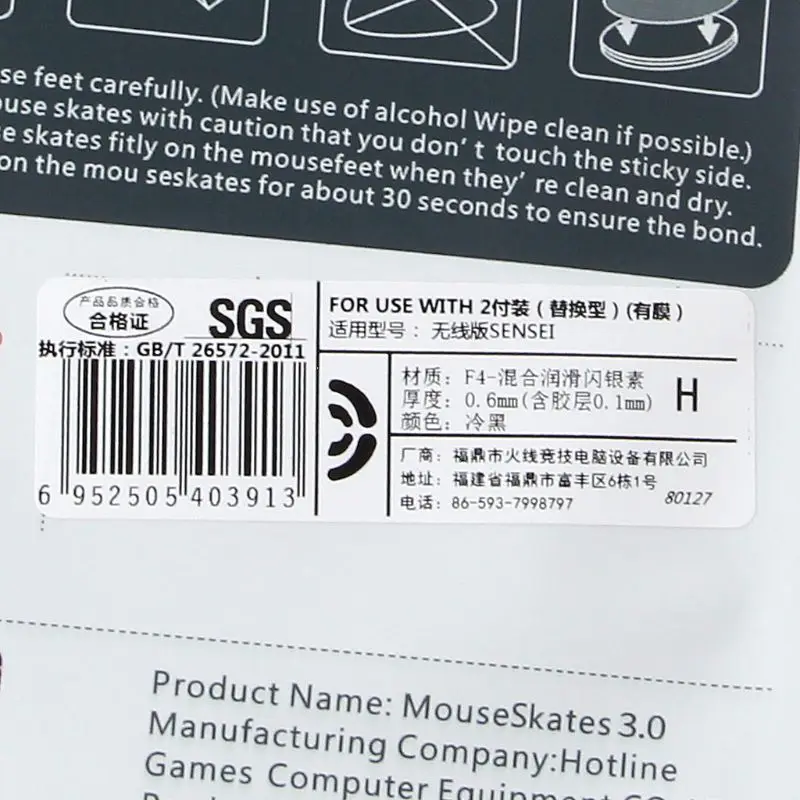 se feet carefully. (Make use of alcohol Wipe clean if possible.)
ouse skates with caution that you don't touch the sticky side.
e skates fitly on the mousefeet when they're clean and dry.
on the mou seskates for about 30 seconds to ensure the bond.
产品品质合格
合格证
SGS
执行标准：GB/T 26572-2011
6 952505 403913
FOR USE WITH 2付装（替换型）(有膜）
适用型号： 无线版SENSEI
材质：F4-混合润滑闪银素
厚度：0.6mm(含胶层0.1mm)
颜色：冷黑
H
厂商：福鼎市火线竞技电脑设备有限公司
地址：福建省福鼎市富丰区6栋1号
电话：86-593-7998797
80127
Product Name: MouseSkates 3.0
Manufacturing Company:Hotline
Games Computer Equipment CO